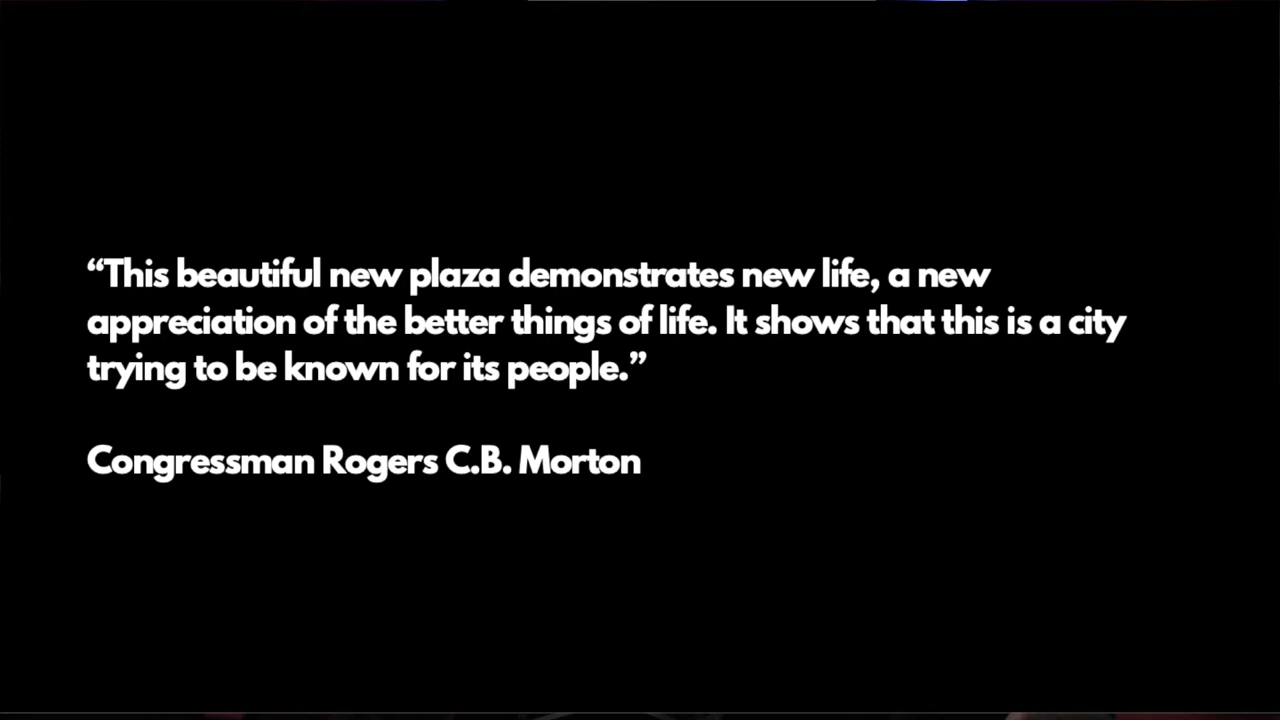 “This beautiful new plaza demonstrates new life, a new
appreciation of the better things of life. It shows that this is a city
trying to be known for its people.”
Congressman Rogers C.B. Morton